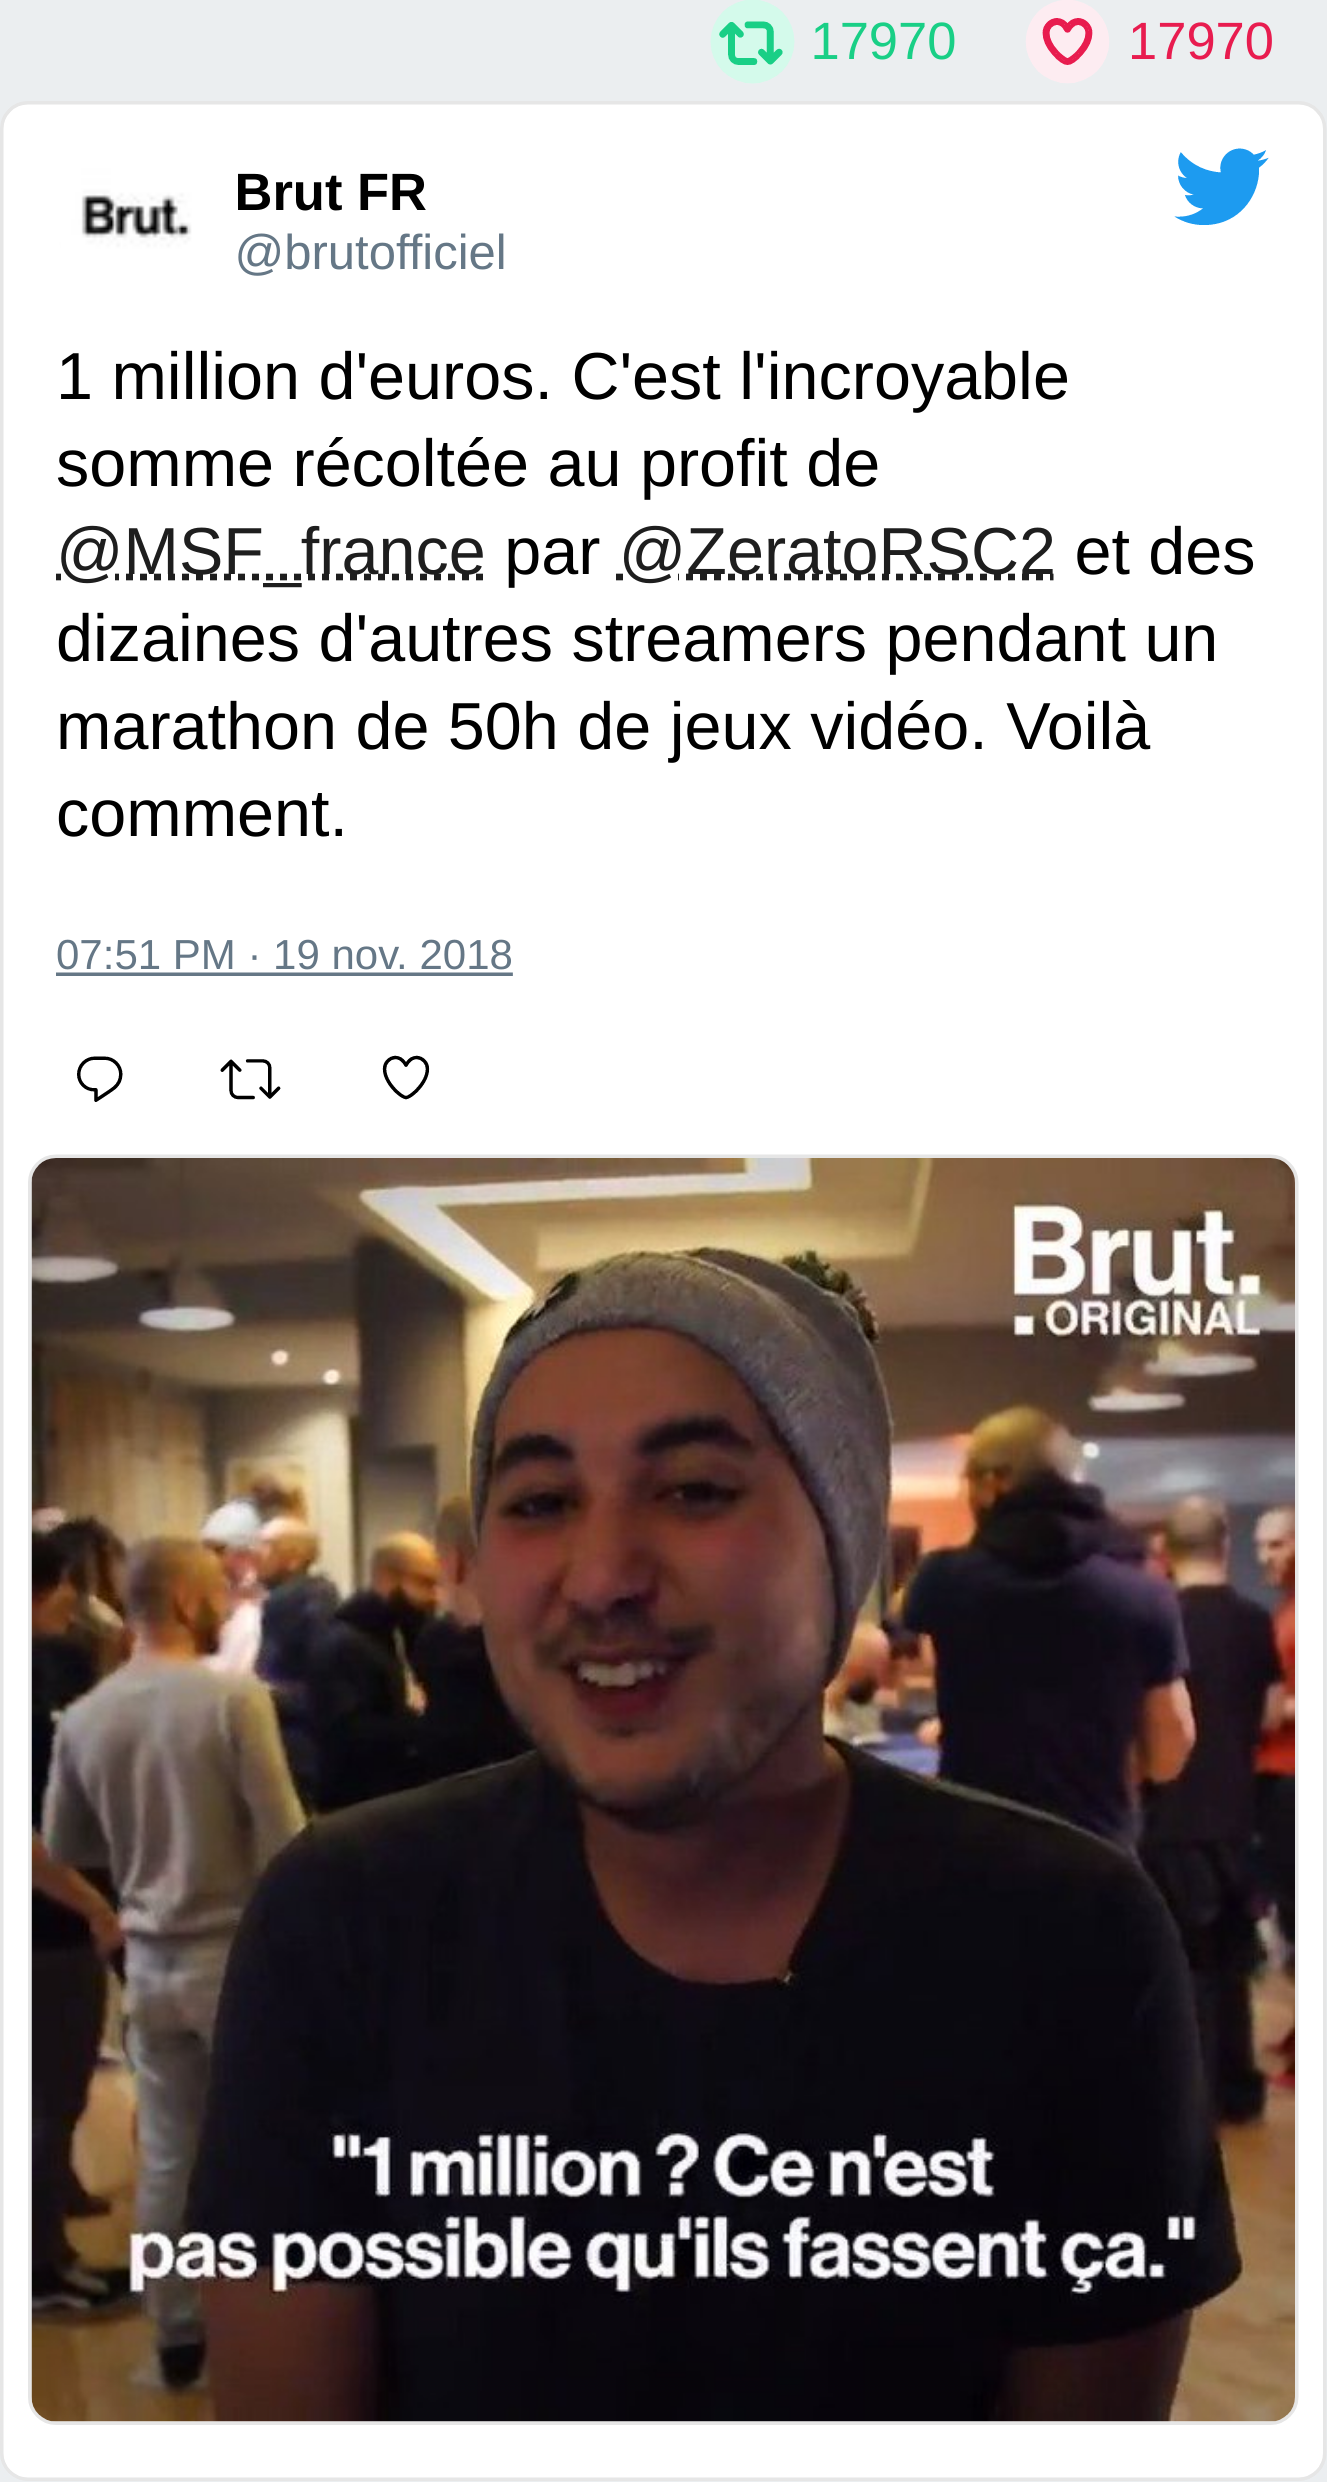 17970 17970
Brut.
Brut FR
@brutofficiel
1 million d'euros. C'est l'incroyable
somme récoltée au profit de
@MSF_france par @ZeratoRSC2 et des
dizaines d'autres streamers pendant un
marathon de 50h de jeux vidéo. Voilà
comment.
07:51 PM · 19 nov. 2018
Brut.
ORIGINAL
"1 million ? Ce n'est
pas possible qu'ils fassent ça."